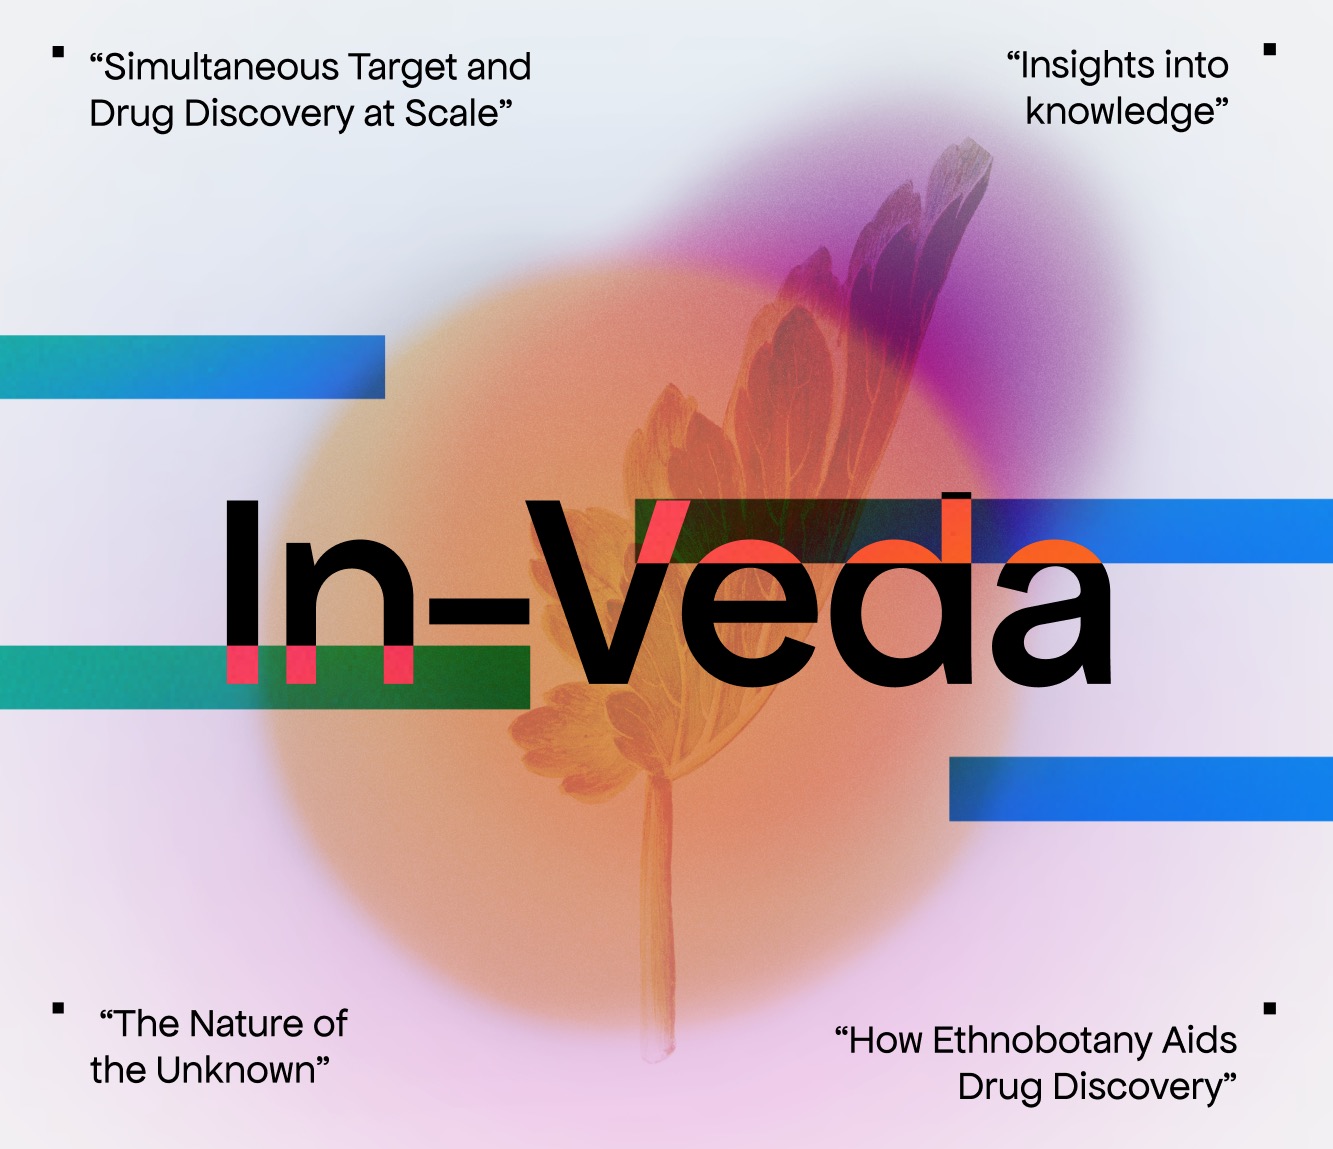 “Simultaneous Target and
Drug Discovery at Scale”
“Insights into
knowledge”
In–Veda
“The Nature of
the Unknown”
“How Ethnobotany Aids
Drug Discovery”